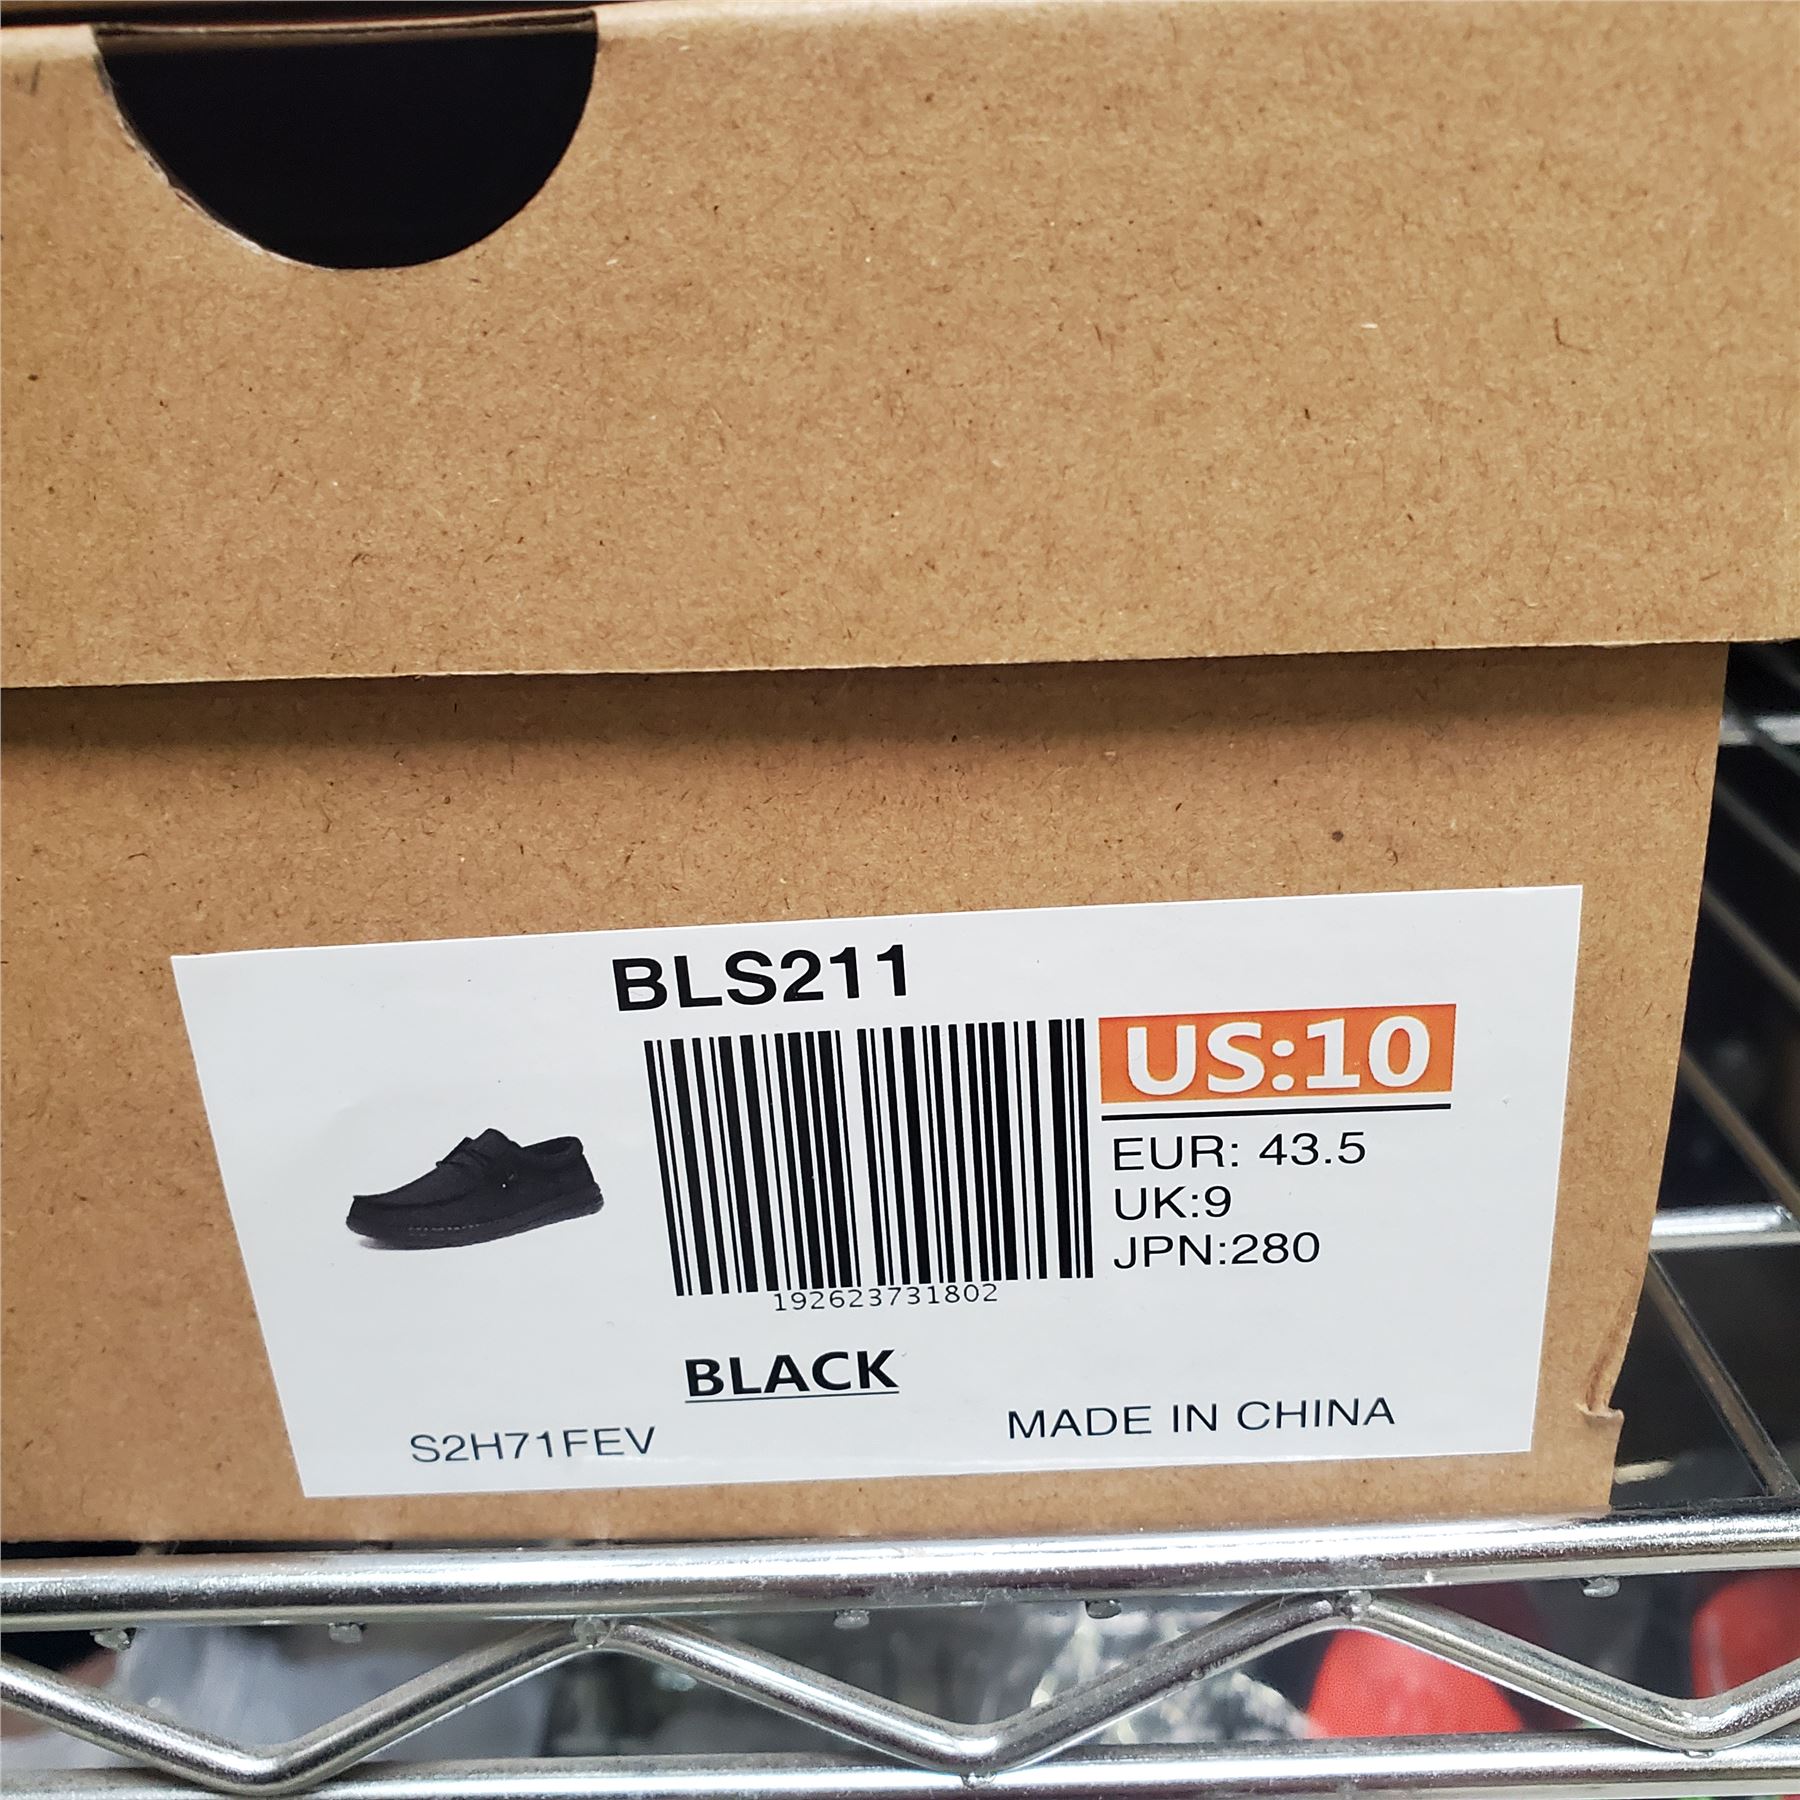 BLS211
US:10
EUR: 43.5
UK:9
JPN:280
192623731802
BLACK
S2H71FEV
MADE IN CHINA